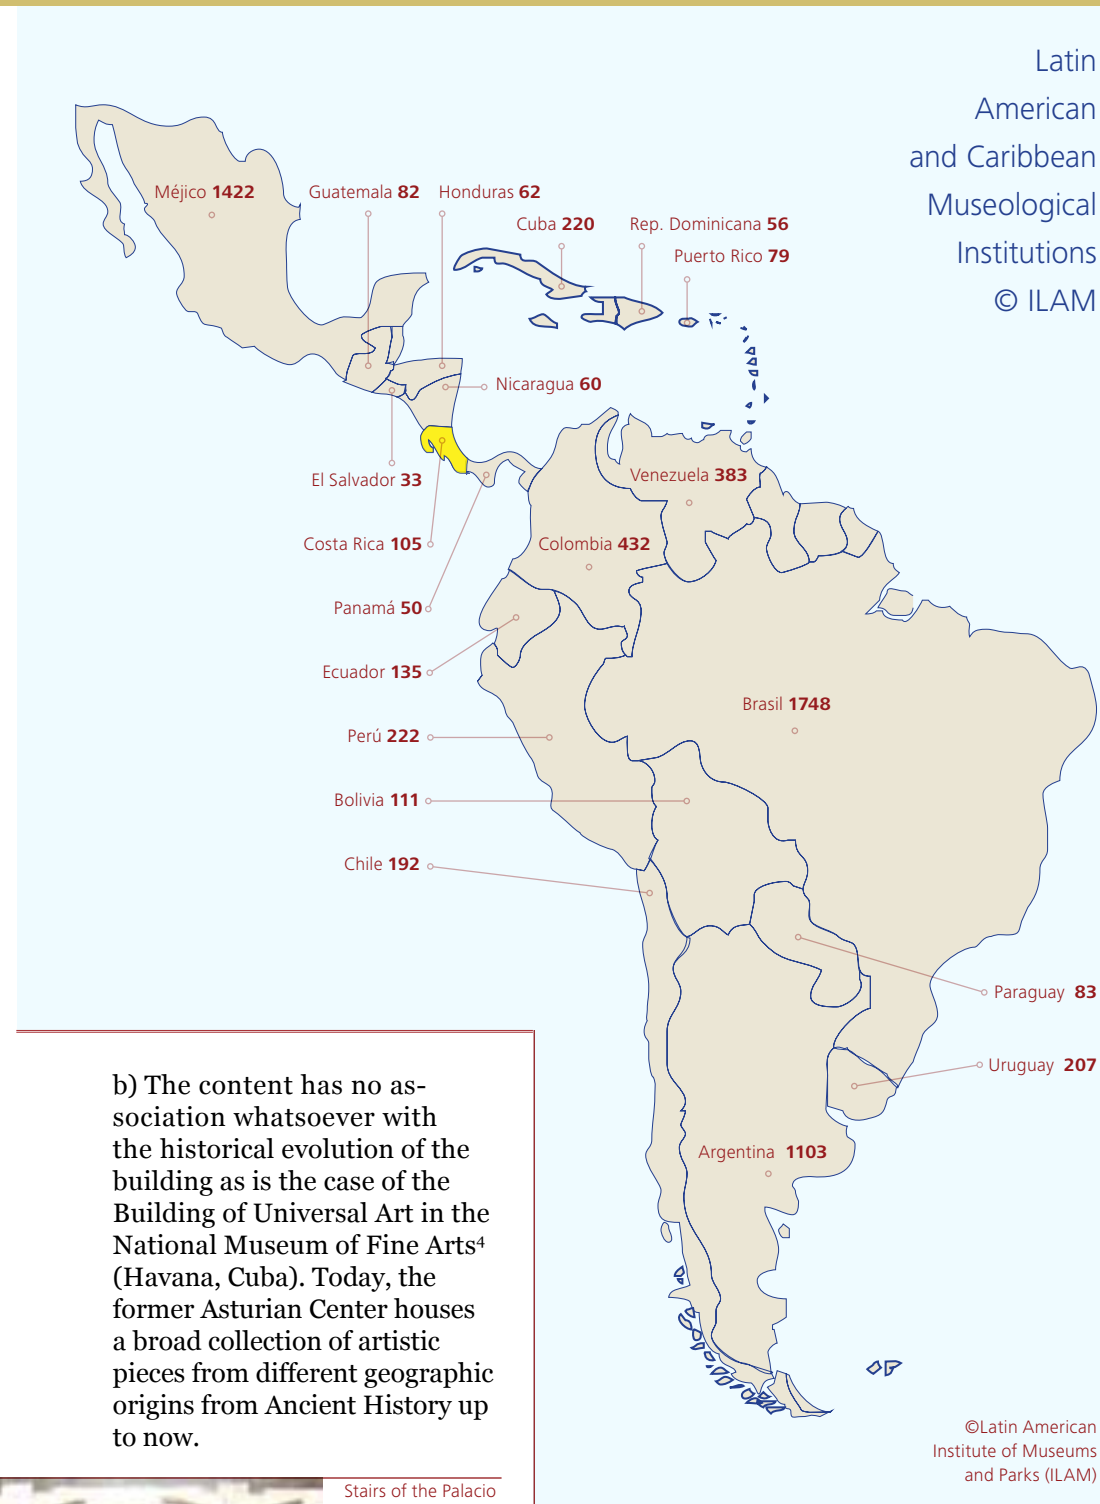 Latin
American
and Caribbean
Museological
Institutions
© ILAM
Méjico 1422
Guatemala 82
Honduras 62
Cuba 220
Rep. Dominicana 56
Puerto Rico 79
Nicaragua 60
El Salvador 33
Venezuela 383
Costa Rica 105
Colombia 432
Panamá 50
Ecuador 135
Brasil 1748
Perú 222
Bolivia 111
Chile 192
Paraguay 83
Uruguay 207
Argentina 1103
b) The content has no as-
sociation whatsoever with
the historical evolution of the
building as is the case of the
Building of Universal Art in the
National Museum of Fine Arts⁴
(Havana, Cuba). Today, the
former Asturian Center houses
a broad collection of artistic
pieces from different geographic
origins from Ancient History up
to now.
©Latin American
Institute of Museums
and Parks (ILAM)
Stairs of the Palacio